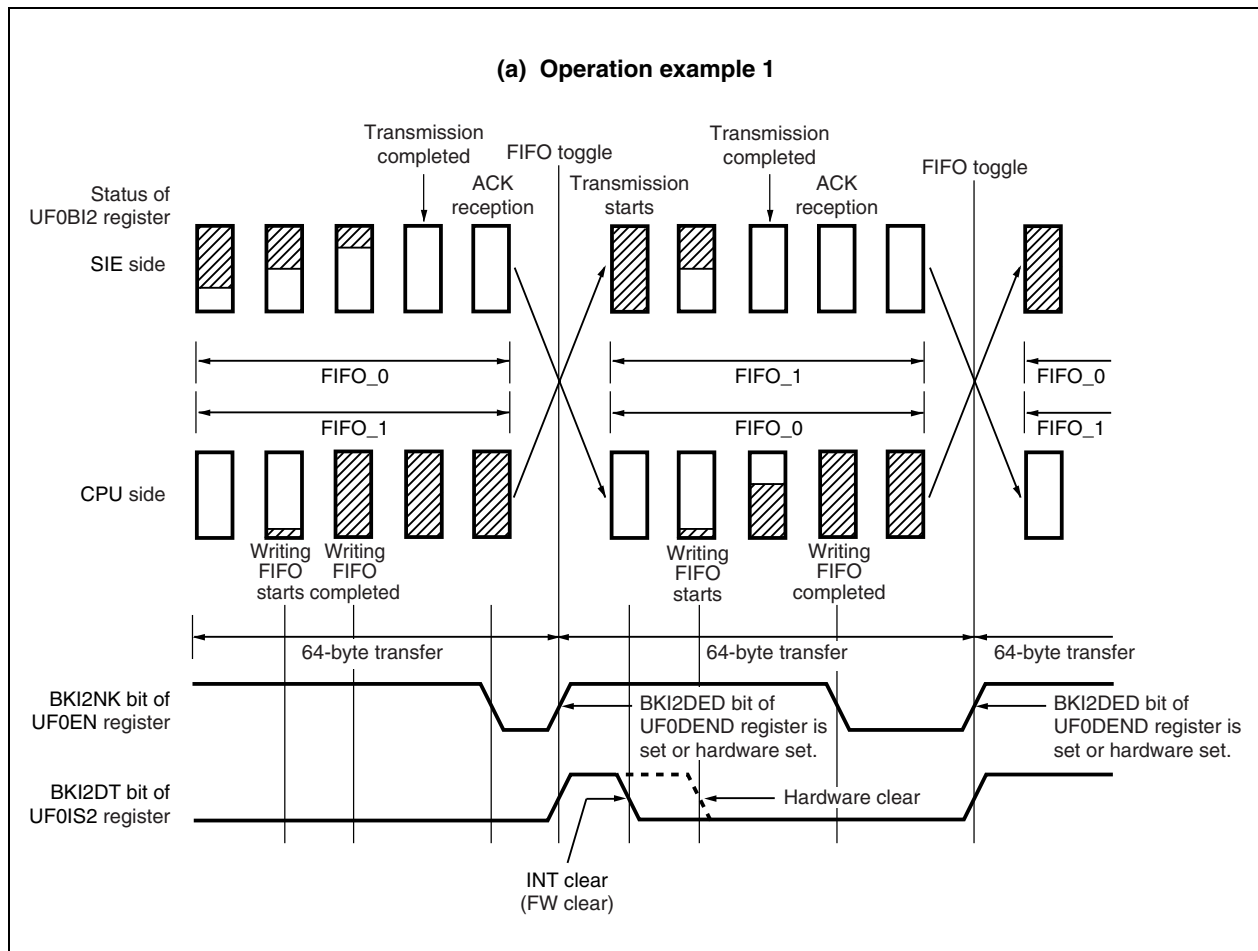 (a) Operation example 1
Transmission
completed
FIFO toggle
Transmission
completed
FIFO toggle
Status of
UF0BI2 register
ACK
reception
Transmission
starts
ACK
reception
SIE side
FIFO_0
FIFO_1
FIFO_0
FIFO_1
FIFO_0
FIFO_1
CPU side
Writing
FIFO
starts
Writing
FIFO
completed
Writing
FIFO
starts
Writing
FIFO
completed
64-byte transfer
64-byte transfer
64-byte transfer
BKI2NK bit of
UF0EN register
BKI2DED bit of
UF0DEND register is
set or hardware set.
BKI2DED bit of
UF0DEND register is
set or hardware set.
BKI2DT bit of
UF0IS2 register
Hardware clear
INT clear
(FW clear)